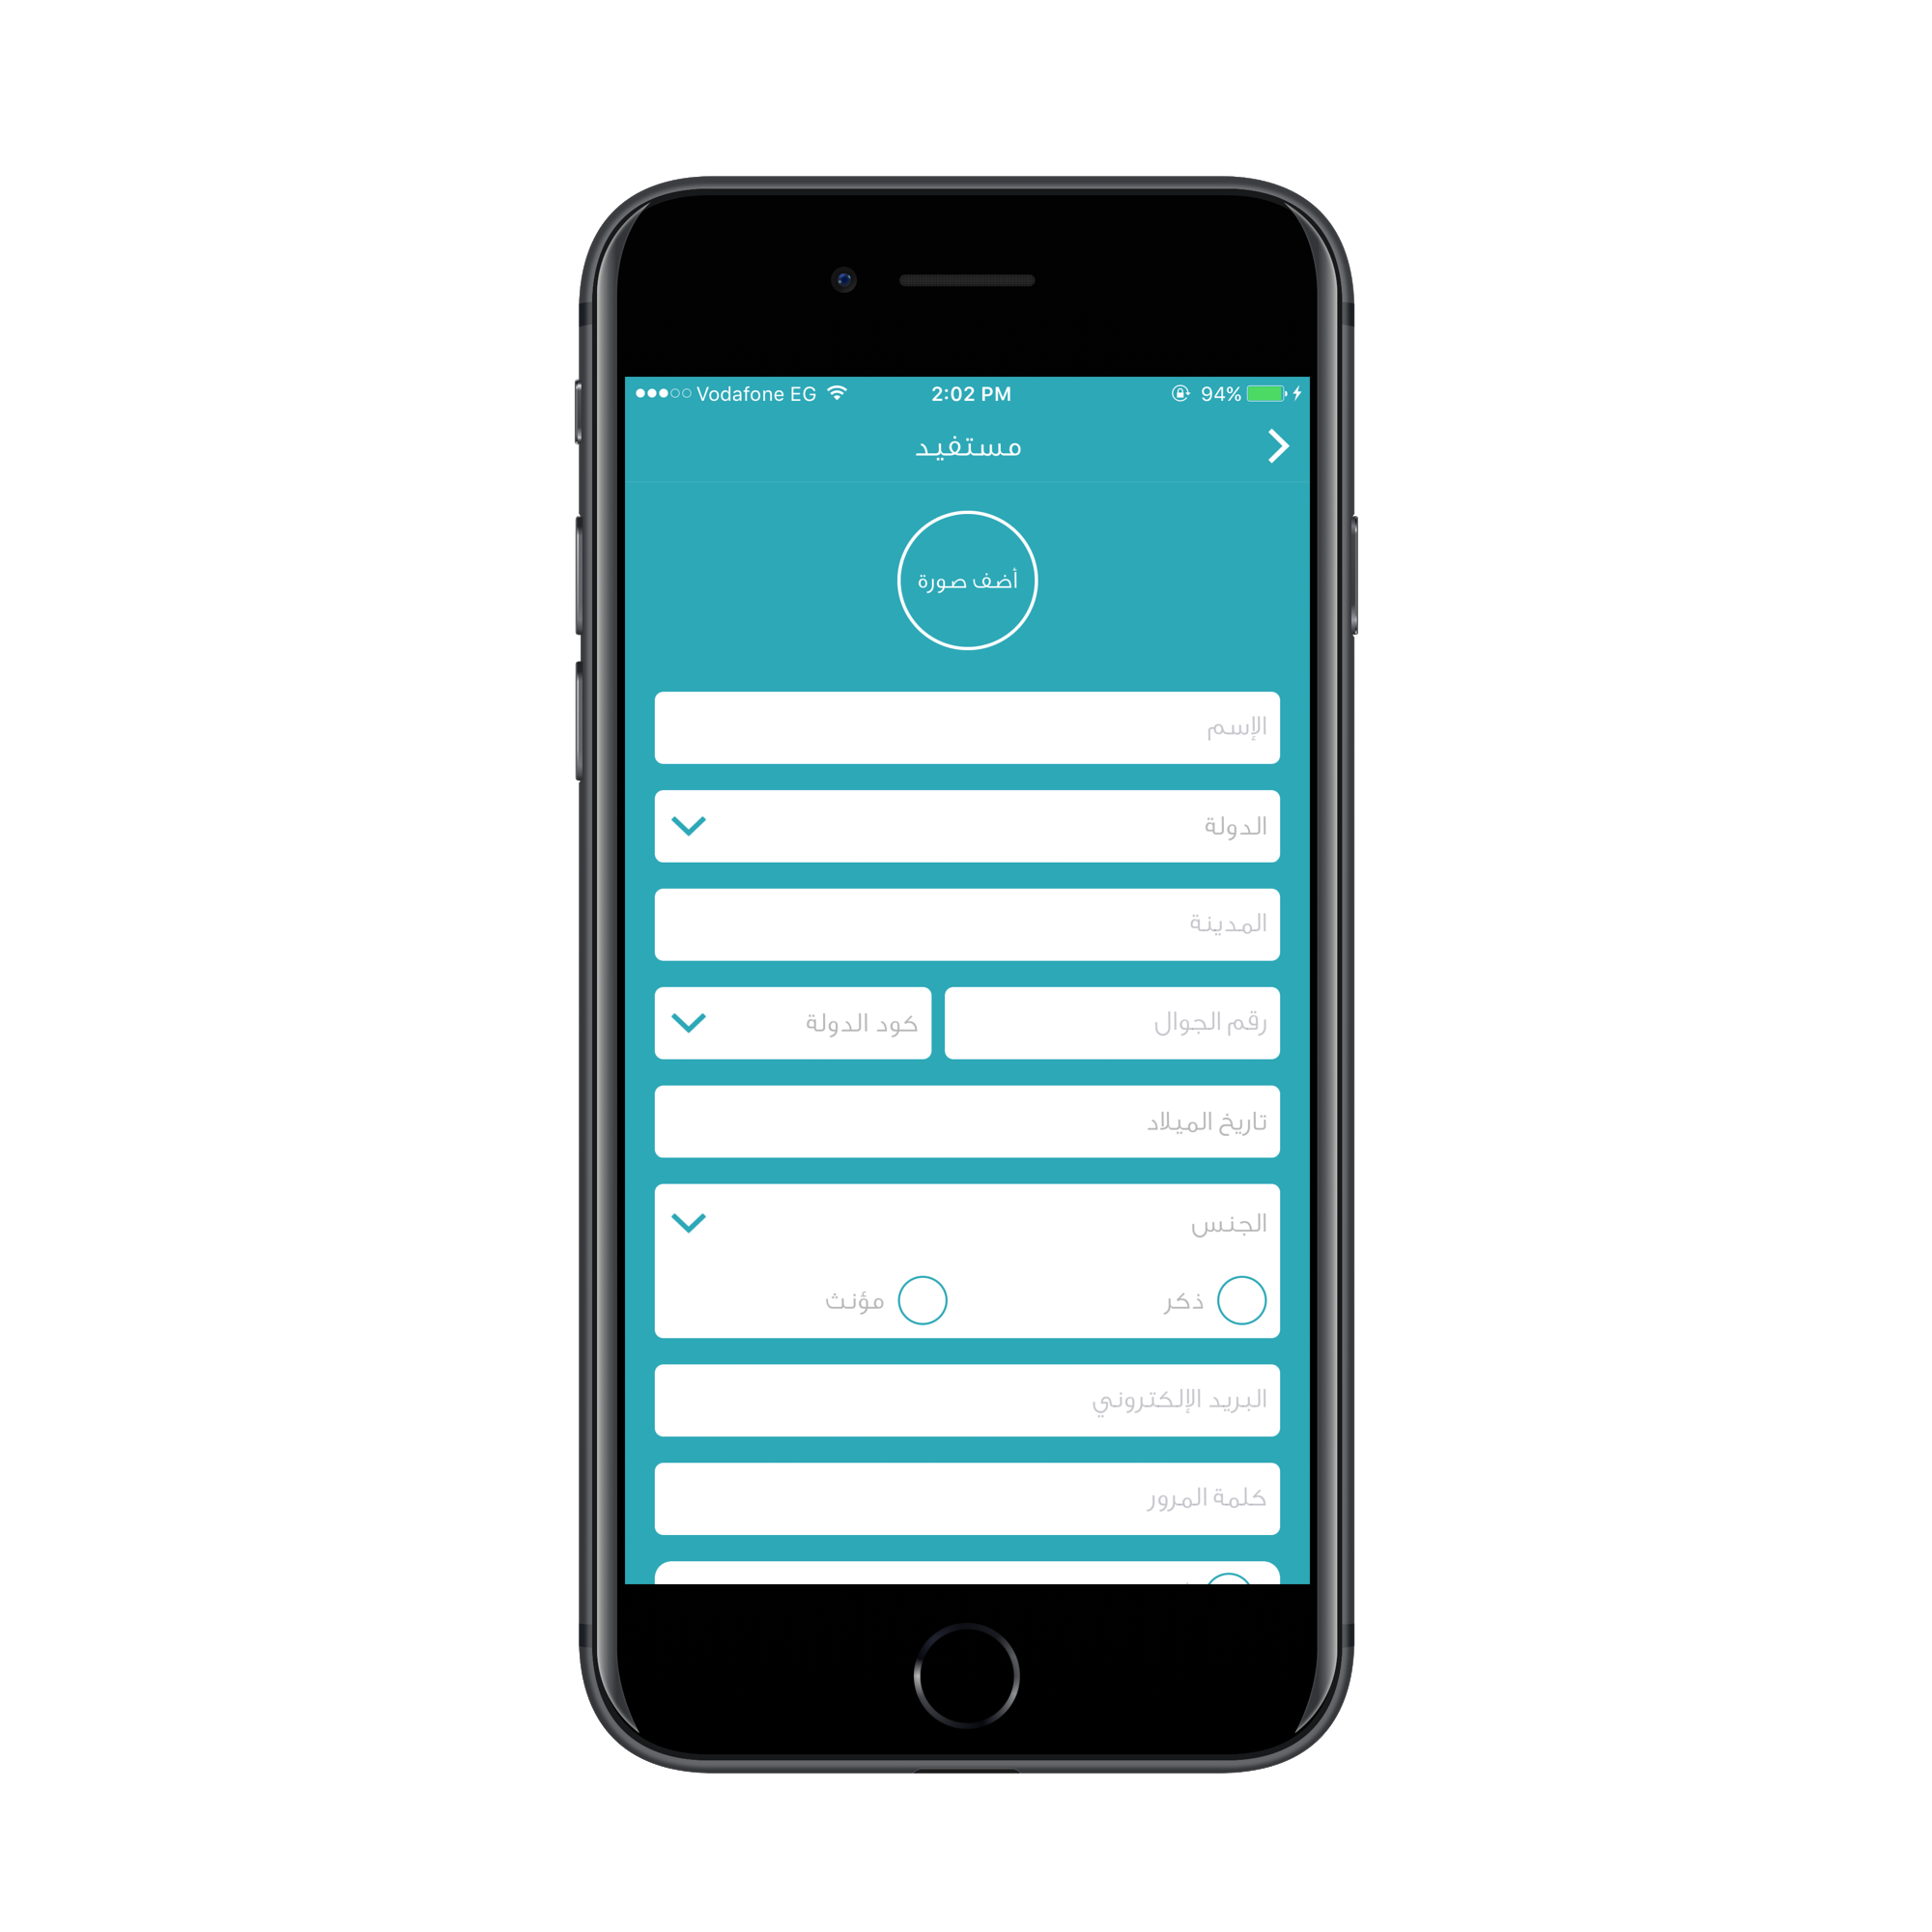 Vodafone EG 2:02 PM 94%
مستفيد
أضف صورة
الإسم
الدولة
المدينة
رقم الجوال كود الدولة
تاريخ الميلاد
الجنس
ذكر مؤنث
البريد الإلكتروني
كلمة المرور